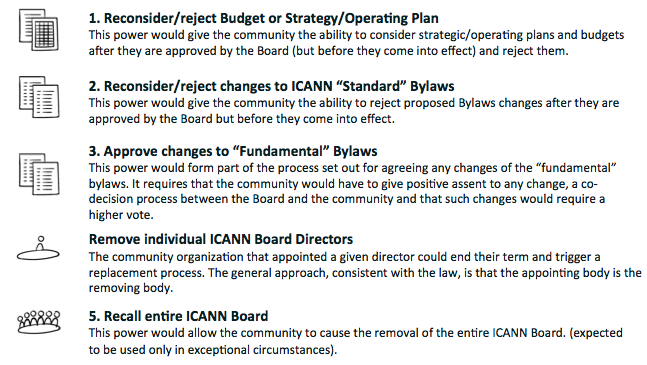 1. Reconsider/reject Budget or Strategy/Operating Plan
This power would give the community the ability to consider strategic/operating plans and budgets
after they are approved by the Board (but before they come into effect) and reject them.
2. Reconsider/reject changes to ICANN “Standard” Bylaws
This power would give the community the ability to reject proposed Bylaws changes after they are
approved by the Board but before they come into effect.
3. Approve changes to “Fundamental” Bylaws
This power would form part of the process set out for agreeing any changes of the “fundamental”
bylaws. It requires that the community would have to give positive assent to any change, a co-
decision process between the Board and the community and that such changes would require a
higher vote.
Remove individual ICANN Board Directors
The community organization that appointed a given director could end their term and trigger a
replacement process. The general approach, consistent with the law, is that the appointing body is the
removing body.
5. Recall entire ICANN Board
This power would allow the community to cause the removal of the entire ICANN Board. (expected
to be used only in exceptional circumstances).